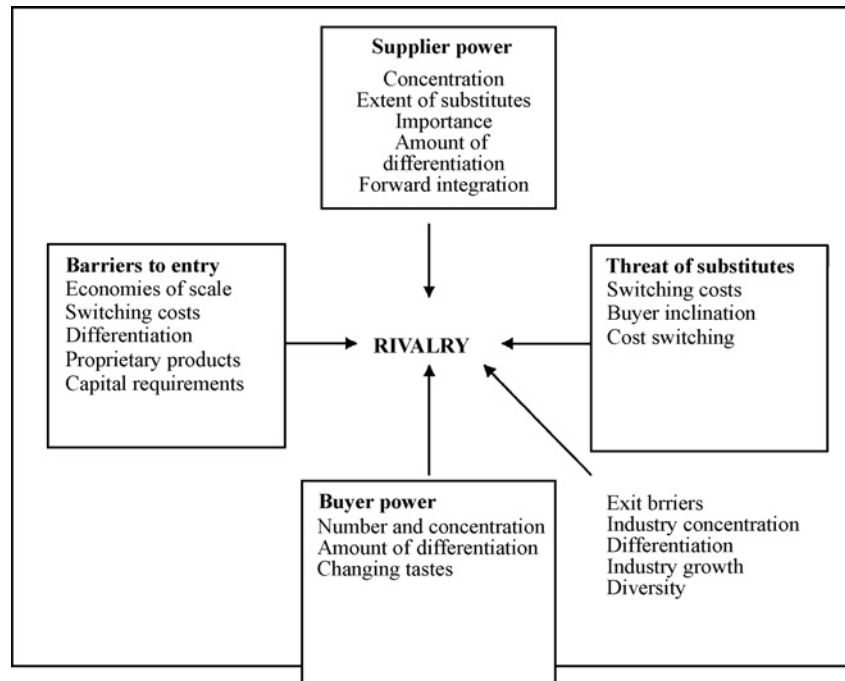 Supplier power
Concentration
Extent of substitutes
Importance
Amount of
differentiation
Forward integration
Barriers to entry
Economies of scale
Switching costs
Differentiation
Proprietary products
Capital requirements
RIVALRY
Threat of substitutes
Switching costs
Buyer inclination
Cost switching
Buyer power
Number and concentration
Amount of differentiation
Changing tastes
Exit brriers
Industry concentration
Differentiation
Industry growth
Diversity